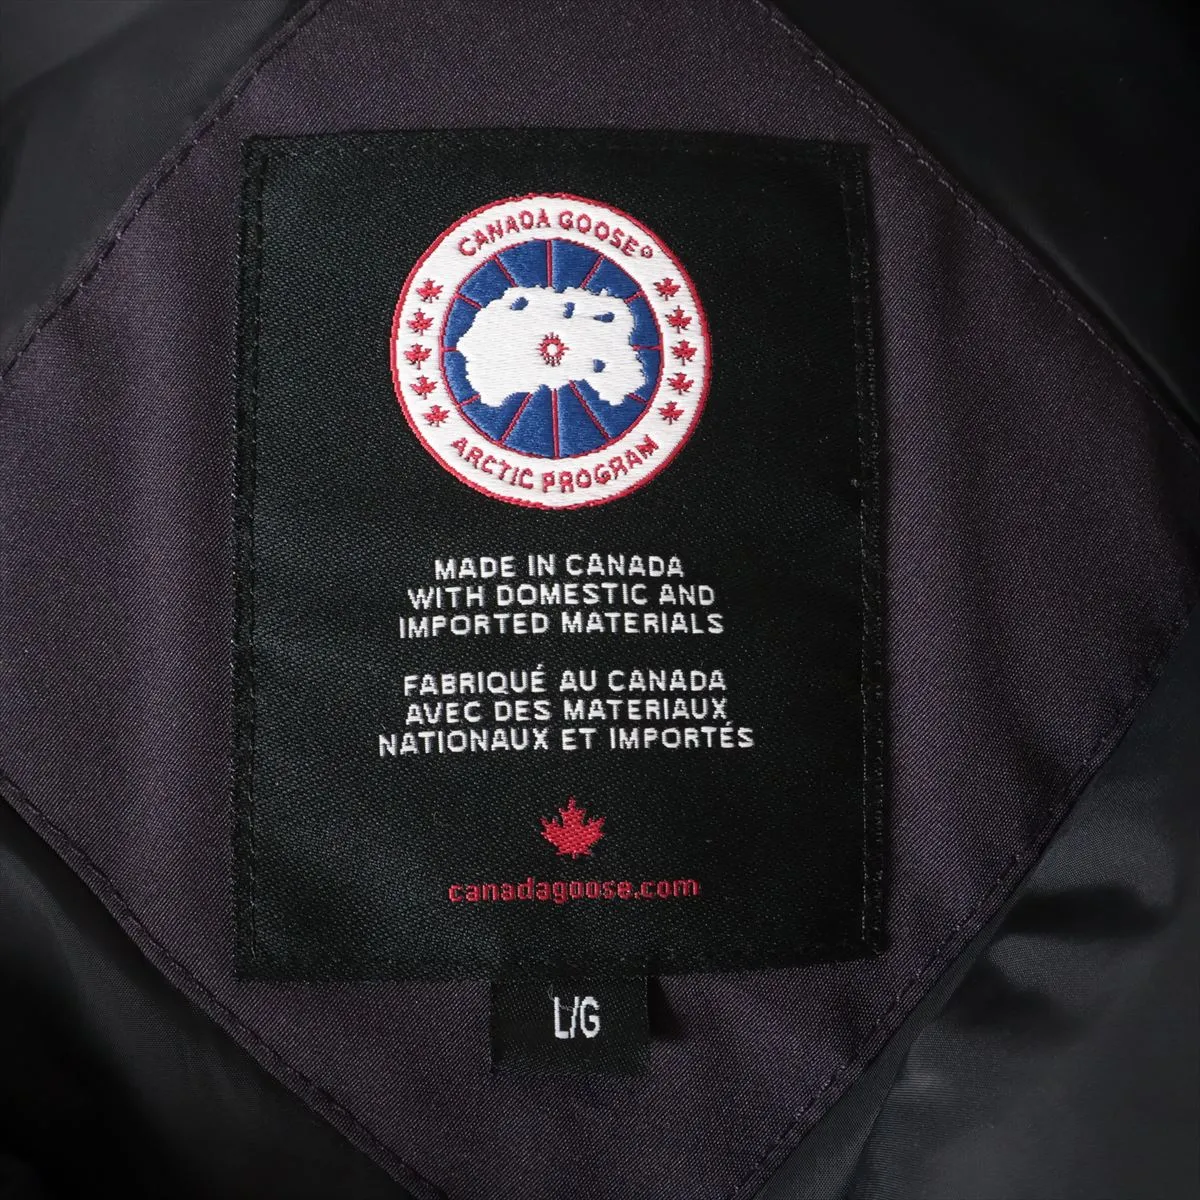 CANADA GOOSE®
ARCTIC PROGRAM
MADE IN CANADA
WITH DOMESTIC AND
IMPORTED MATERIALS
FABRIQUÉ AU CANADA
AVEC DES MATERIAUX
NATIONAUX ET IMPORTÉS
canadagoose.com
L/G